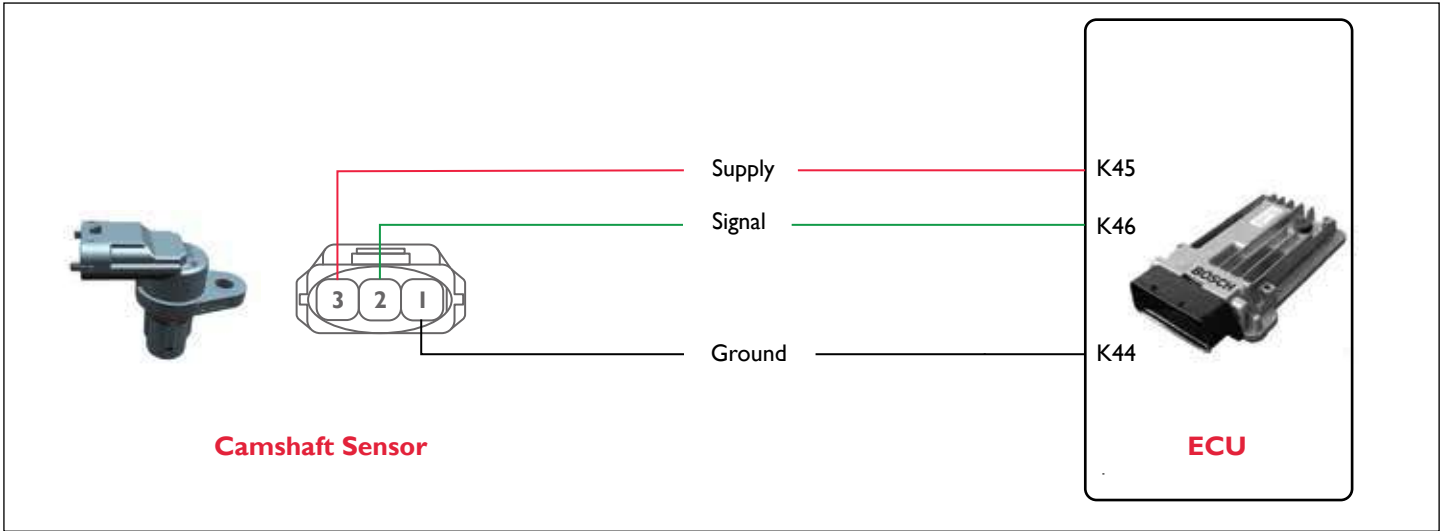 Supply
K45
Signal
K46
3 2 1
BOSCH
Ground
K44
Camshaft Sensor
ECU